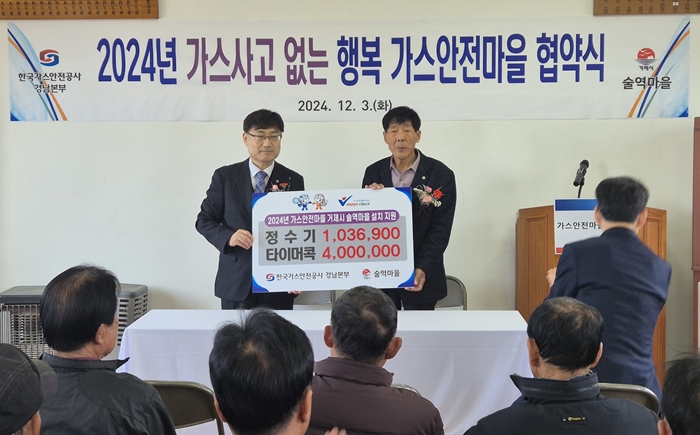 2024년 가스사고 없는 행복 가스안전마을 협약식
한국가스안전공사
경남본부
거제시
술역마을
2024. 12. 3.(화)
2024년 가스안전마을 거제시 술역마을 설치 지원
정수기 1,036,900
타이머콕 4,000,000
한국가스안전공사 경남본부
술역마을
가스안전마을